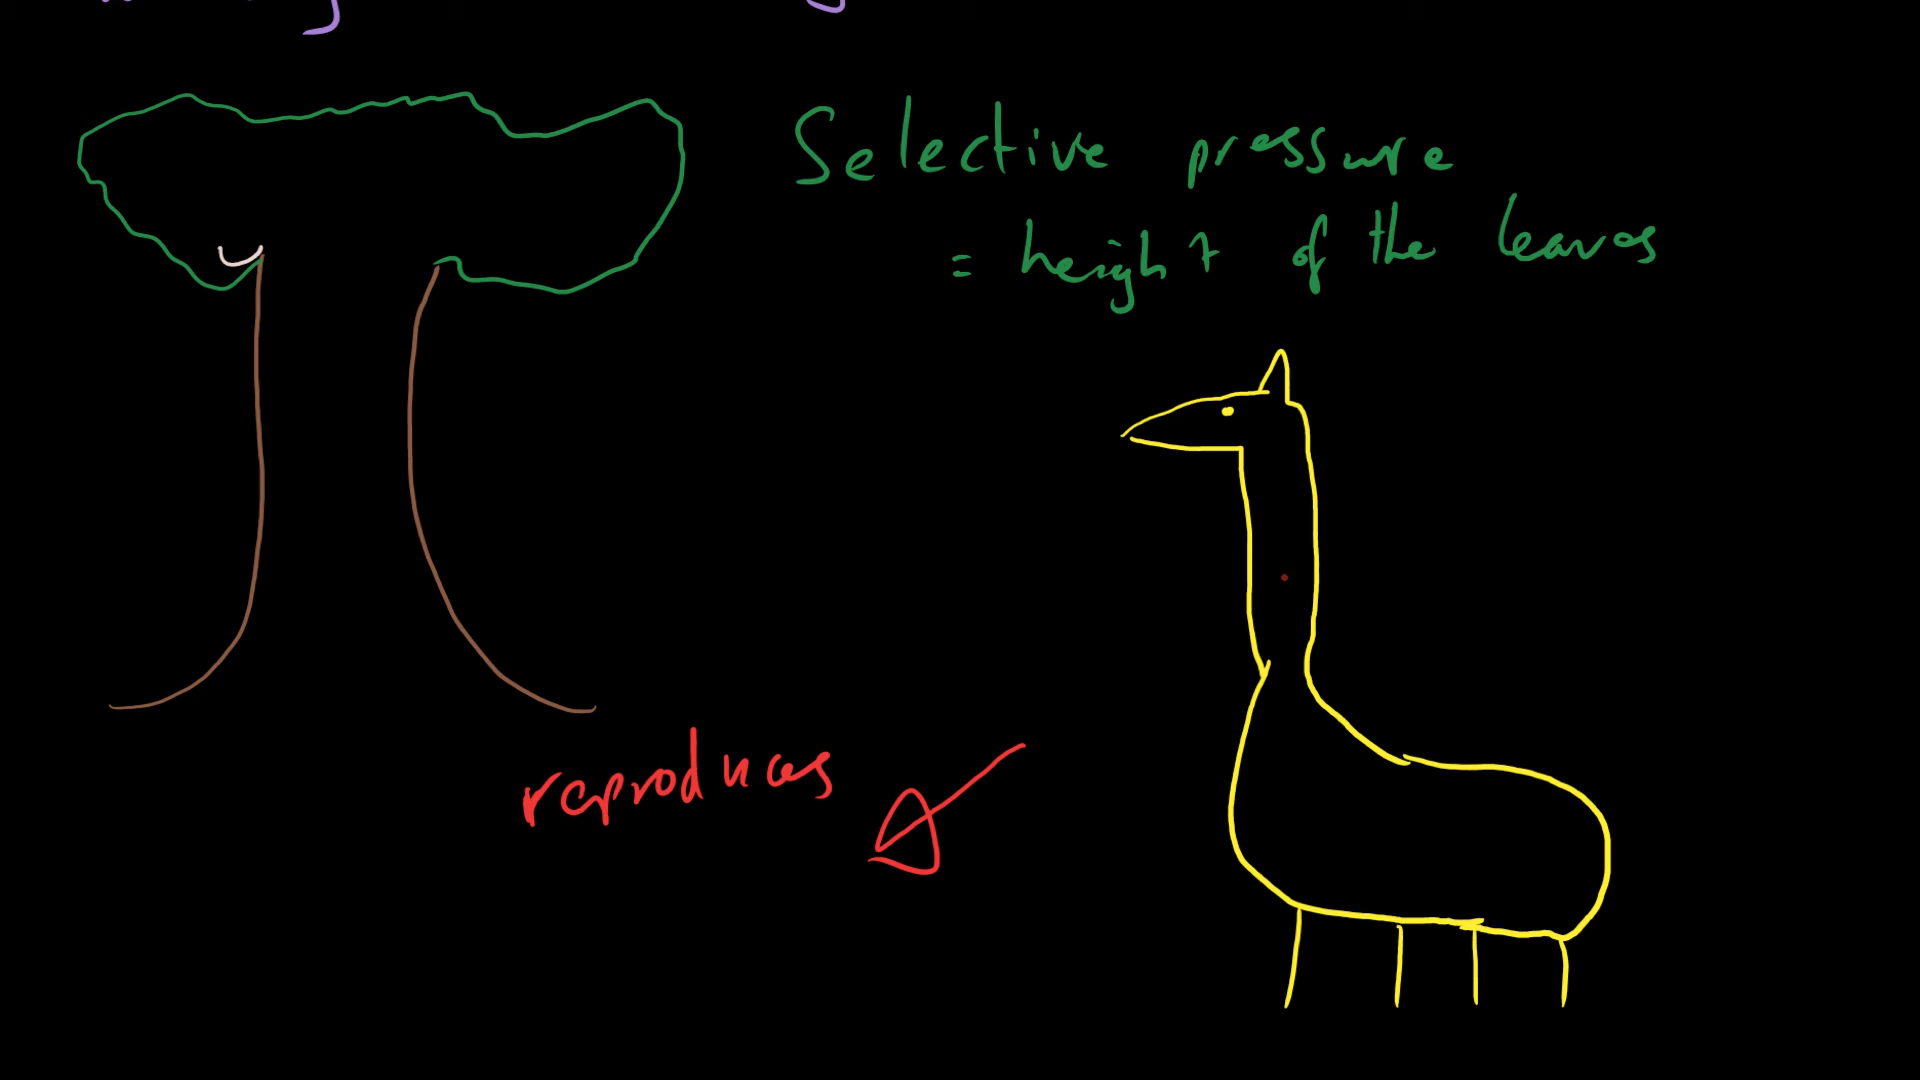 Selective pressure
= height of the leaves
reproduces